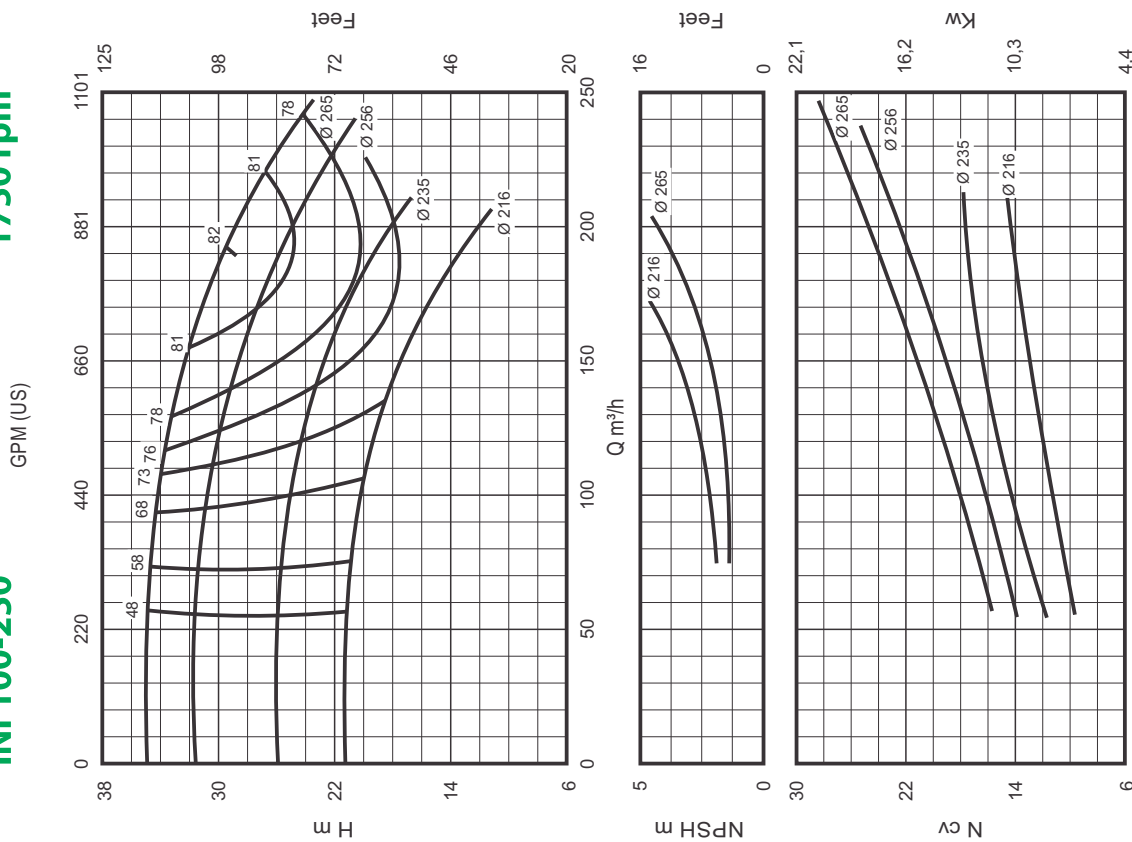 INI 100-250
1750 rpm
GPM (US)
0 220 440 660 881 1101
38 30 22 14 6
H m
125 98 72 46 20
Feet
48 58 68 73 76 78 81 82 81 78
Ø 265
Ø 256
Ø 235
Ø 216
0 50 100 150 200 250
Q m³/h
5 0
NPSH m
16 0
Feet
Ø 216
Ø 265
30 22 14 6
N cv
22,1 16,2 10,3 4,4
Kw
Ø 265
Ø 256
Ø 235
Ø 216